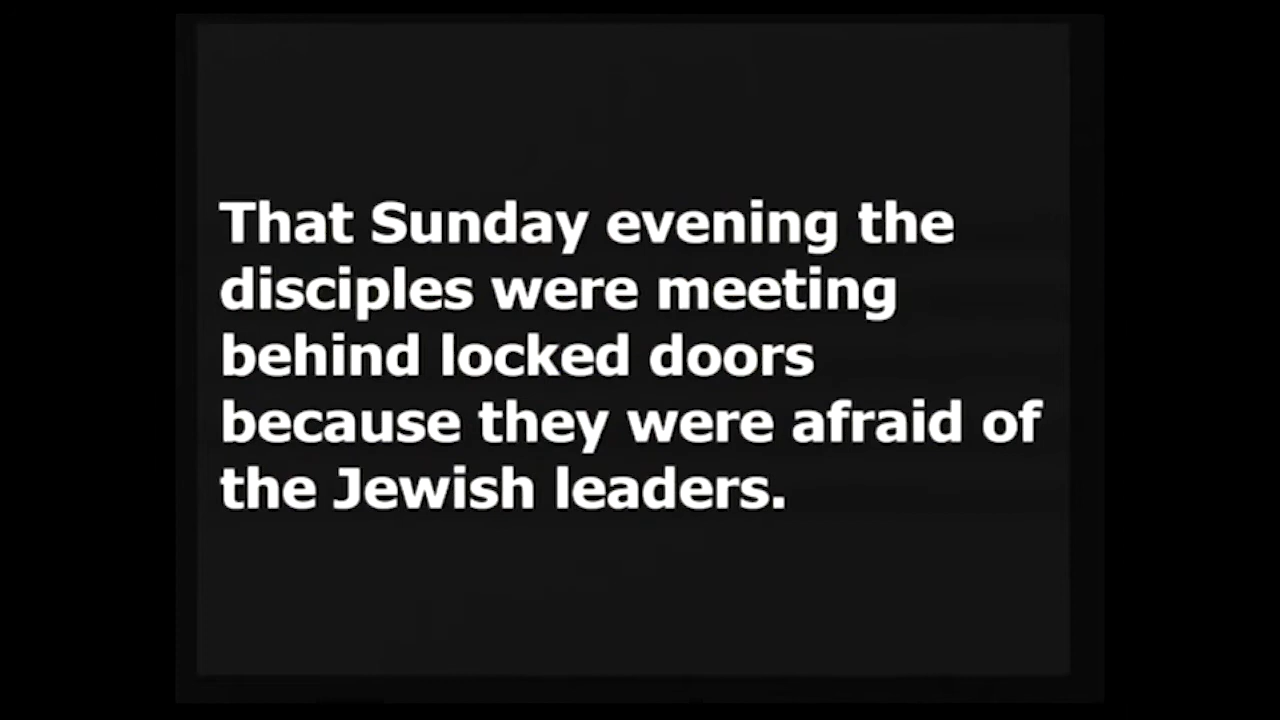 That Sunday evening the
disciples were meeting
behind locked doors
because they were afraid of
the Jewish leaders.